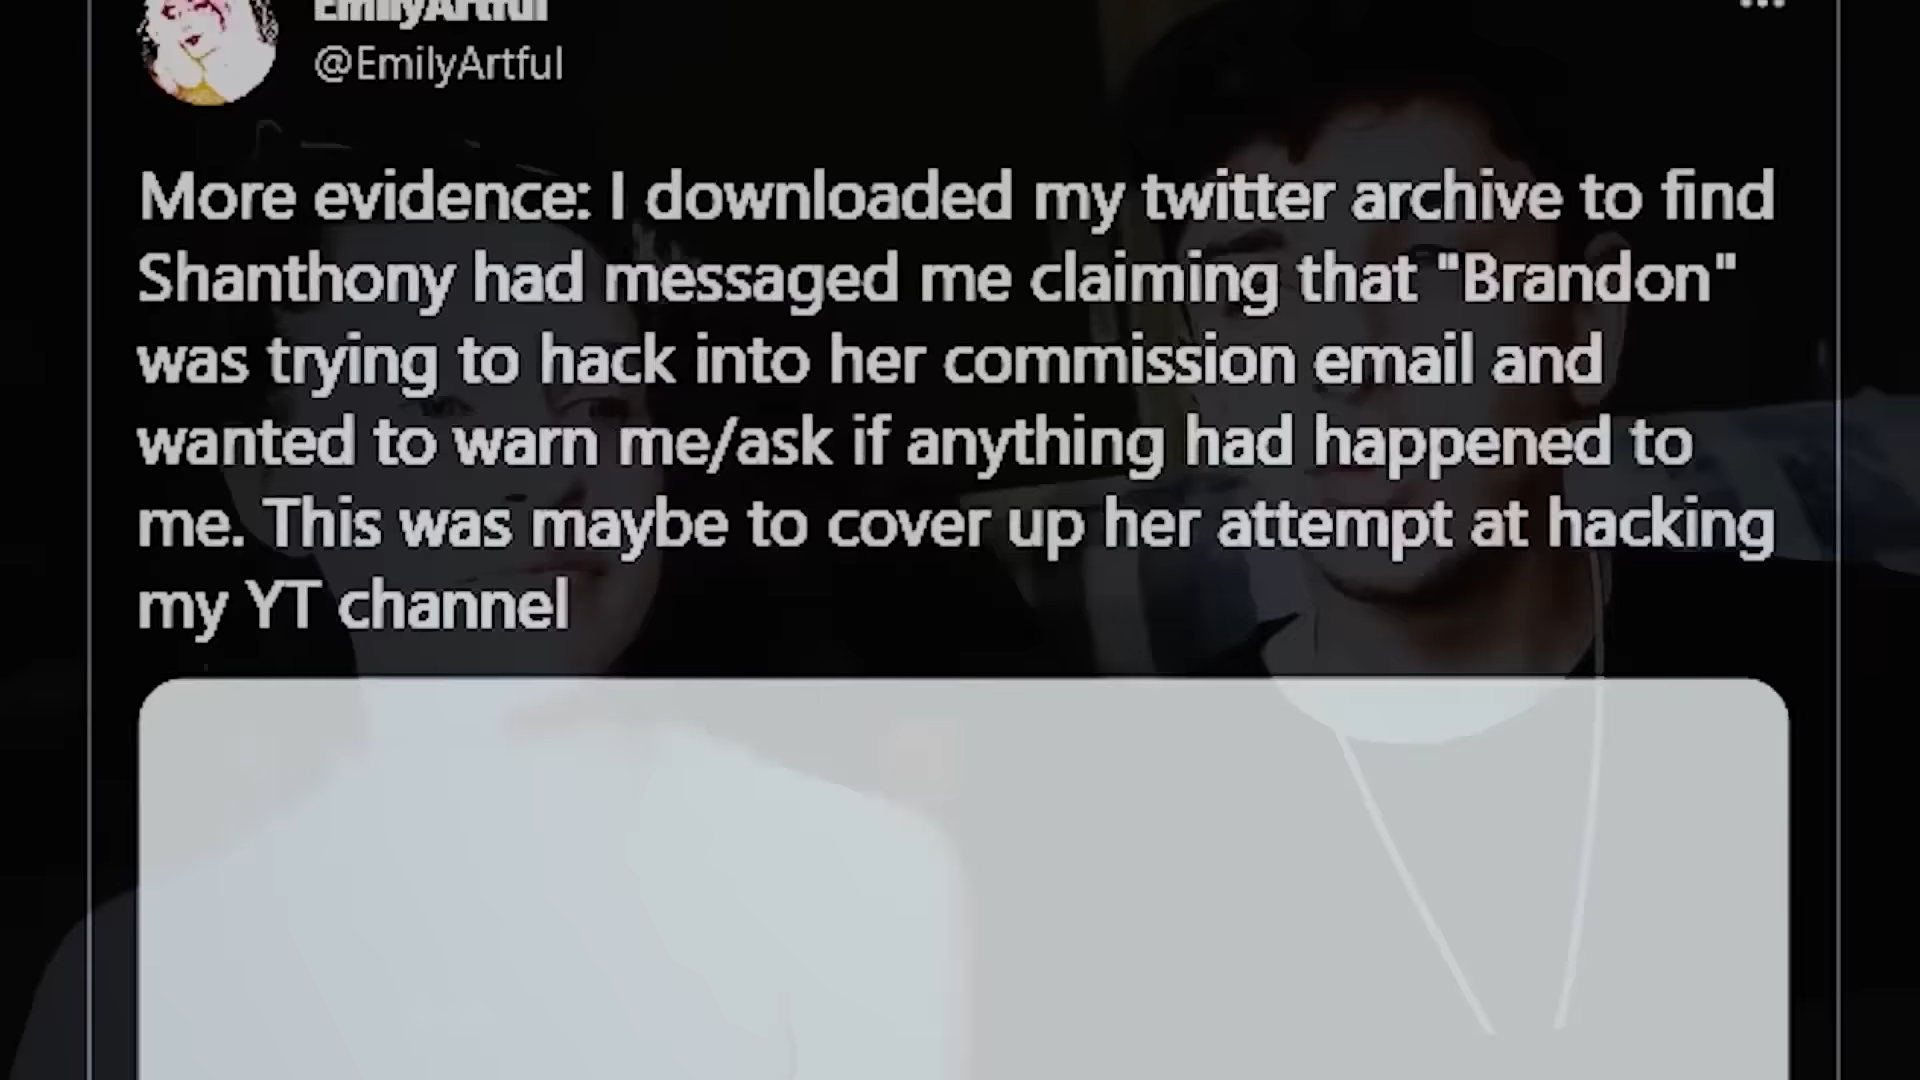 EmilyArtful
@EmilyArtful
More evidence: I downloaded my twitter archive to find
Shanthony had messaged me claiming that "Brandon"
was trying to hack into her commission email and
wanted to warn me/ask if anything had happened to
me. This was maybe to cover up her attempt at hacking
my YT channel